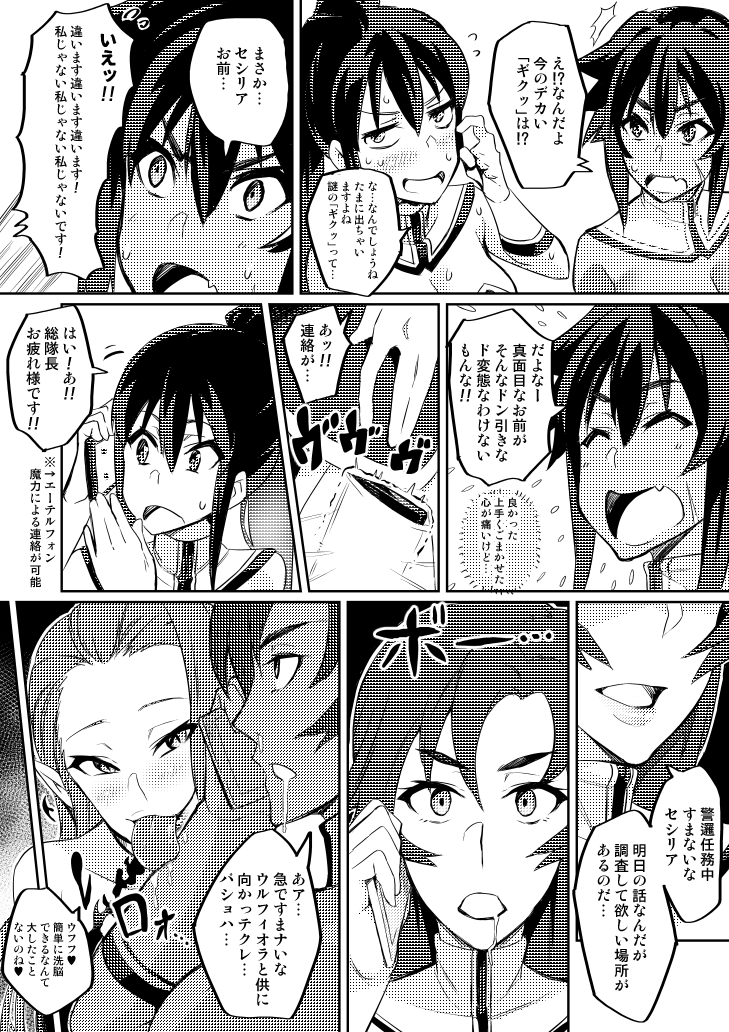 え!?なんだよ
今のデカい
「ギクッ」は!?
な…なんでしょうね
たまに出ちゃい
ますよね
謎の「ギクッ」って…
まさか…
セシリア
お前…
いえッ!!
違います違います違います!
私じゃない私じゃない私じゃないです!
だよなー
真面目なお前が
そんなドン引きな
ド変態なわけない
もんな!!
良かった
上手くごまかせた
心が痛いけど…
あッ!!
連絡が…
ヴヴヴ
はい!あ!!
総隊長
お疲れ様です!!
※→エーテルフォン
魔力による連絡が可能
警邏任務中
すまないな
セシリア
明日の話なんだが
調査して欲しい場所が
あるのだ…
ボー…
あア…
急ですまナいな
ウルフィオラと供に
向かっテクレ…
バショハ…
レロォ…
ウフフ♥
簡単に洗脳
できるなんて
大したこと
ないのね♥